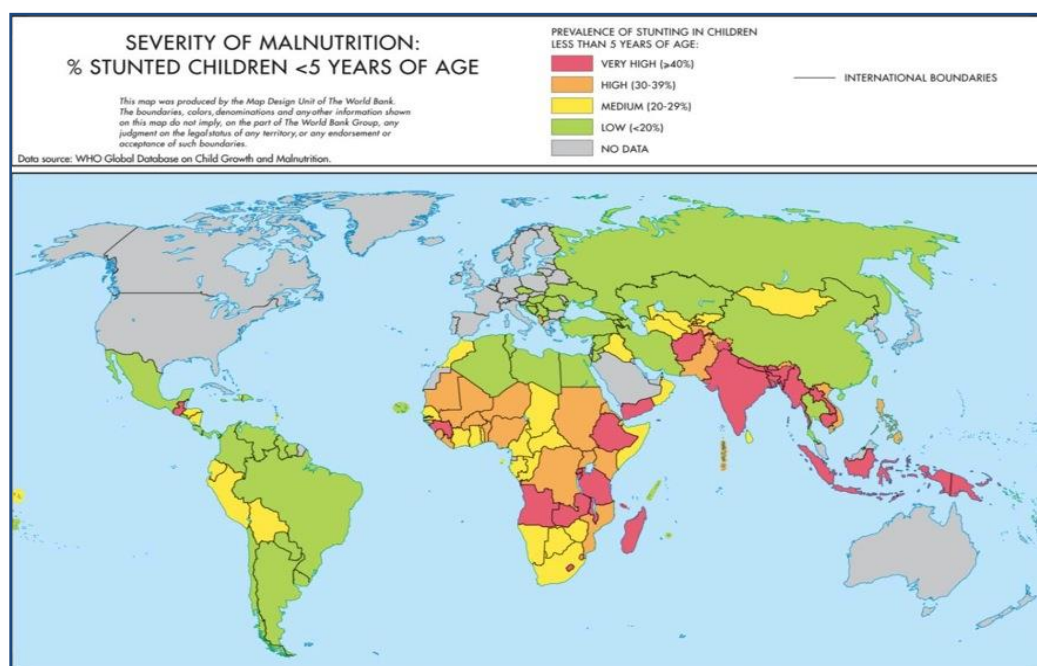 SEVERITY OF MALNUTRITION:
% STUNTED CHILDREN <5 YEARS OF AGE
This map was produced by the Map Design Unit of The World Bank.
The boundaries, colors, denominations and any other information shown
on this map do not imply, on the part of The World Bank Group, any
judgment on the legal status of any territory, or any endorsement or
acceptance of such boundaries.
Data source: WHO Global Database on Child Growth and Malnutrition.
PREVALENCE OF STUNTING IN CHILDREN
LESS THAN 5 YEARS OF AGE:
VERY HIGH (≥40%)
HIGH (30-39%)
MEDIUM (20-29%)
LOW (<20%)
NO DATA
INTERNATIONAL BOUNDARIES